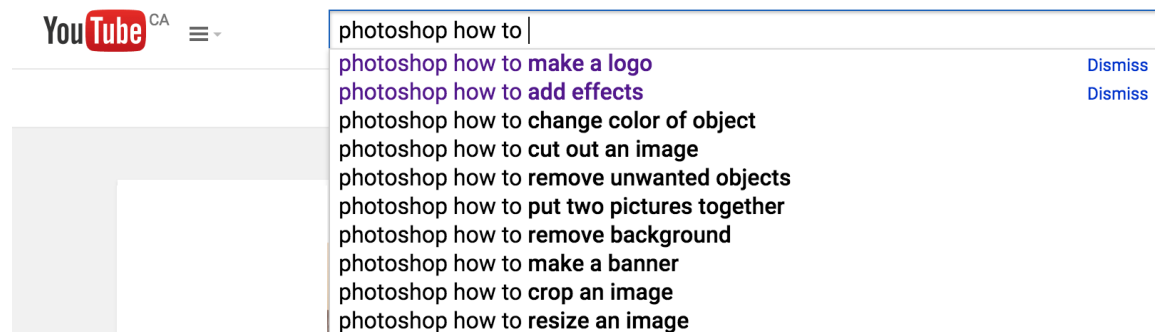 YouTube CA
photoshop how to
photoshop how to make a logo Dismiss
photoshop how to add effects Dismiss
photoshop how to change color of object
photoshop how to cut out an image
photoshop how to remove unwanted objects
photoshop how to put two pictures together
photoshop how to remove background
photoshop how to make a banner
photoshop how to crop an image
photoshop how to resize an image